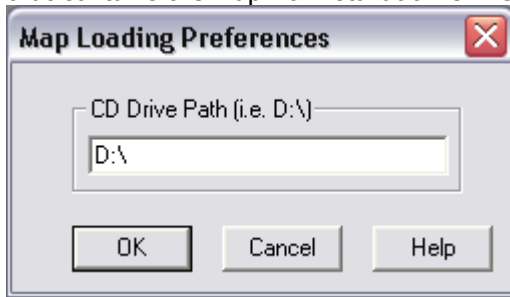 Map Loading Preferences
CD Drive Path (i.e. D:\)
D:\
OK Cancel Help